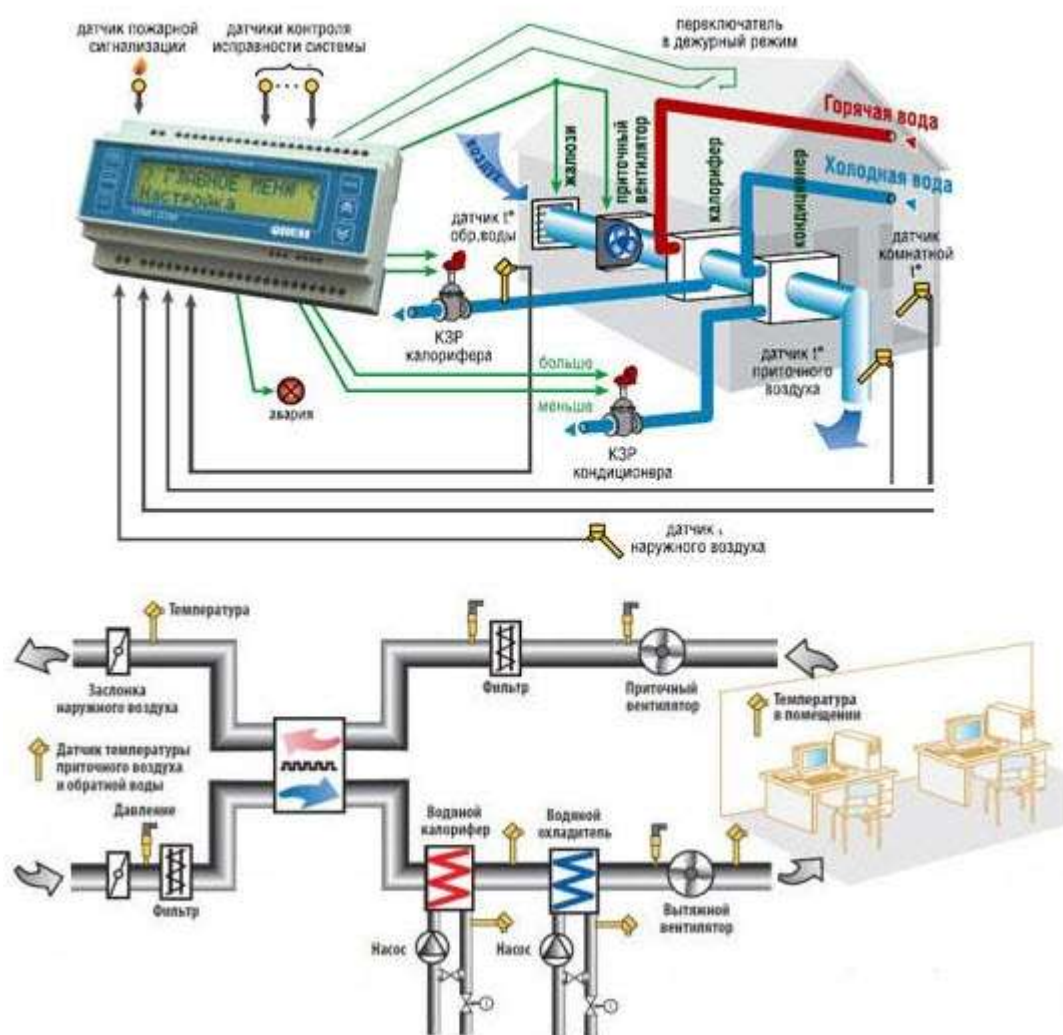 датчик пожарной
сигнализации
датчики контроля
исправности системы
переключатель
в дежурный режим
Горячая вода
Холодная вода
ВОЗДУХ
жалюзи
приточный
вентилятор
калорифер
кондиционер
ГЛАВНОЕ МЕНЮ
Настройка
ОВЕН
датчик t°
обр.воды
датчик
комнатной
t°
КЗР
калорифера
датчик t°
приточного
воздуха
больше
меньше
авария
КЗР
кондиционера
датчик t
наружного воздуха
Температура
Заслонка
наружного воздуха
Фильтр
Приточный
вентилятор
Температура
в помещении
Датчик температуры
приточного воздуха
и обратной воды
Давление
Водяной
калорифер
Водяной
охладитель
Фильтр
Вытяжной
вентилятор
Насос
Насос